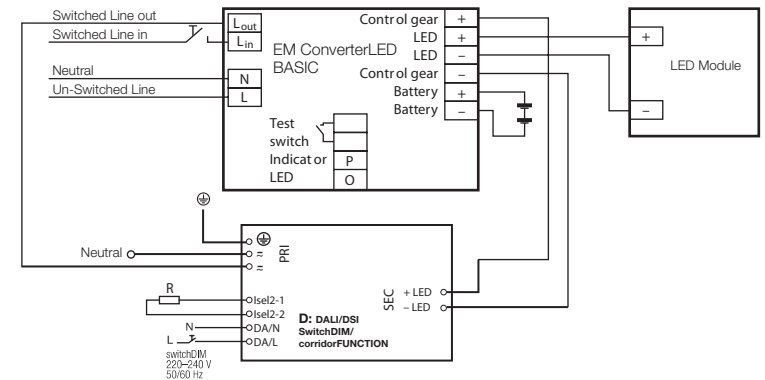 Switched Line out
Switched Line in
Neutral
Un-Switched Line
Lout
Lin
N
L
EM ConverterLED
BASIC
Test
switch
Indicator
LED
P
O
Control gear +
LED +
LED –
Control gear –
Battery +
Battery –
+
–
LED Module
Neutral
PRI
≂
≂
R
Isel2-1
Isel2-2
N
DA/N
L
DA/L
switchDIM
220–240 V
50/60 Hz
D: DALI/DSI
SwitchDIM/
corridorFUNCTION
SEC
+ LED
– LED